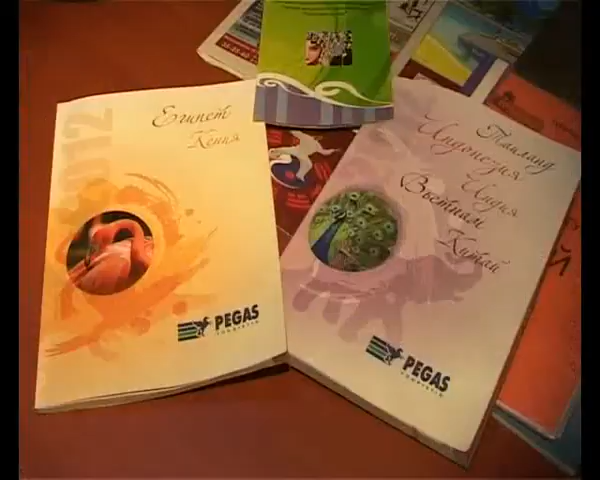 2012
Египет
Кения
PEGAS
TOURISTIK
Таиланд
Индонезия
Индия
Вьетнам
Китай
PEGAS
TOURISTIK
Й